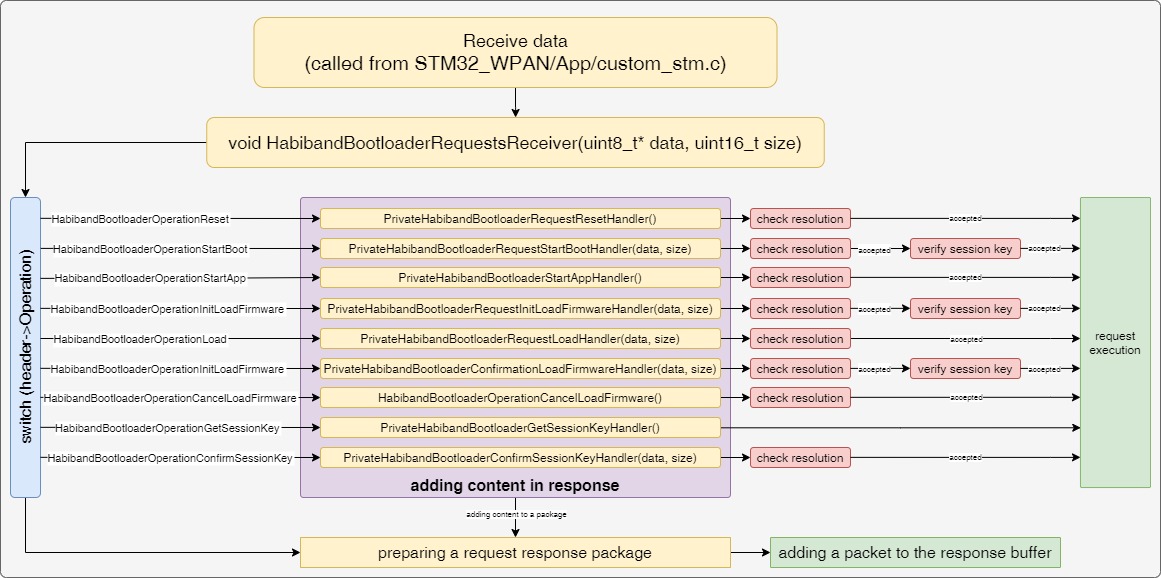 Receive data
(called from STM32_WPAN/App/custom_stm.c)
void HabibandBootloaderRequestsReceiver(uint8_t* data, uint16_t size)
switch (header->Operation)
HabibandBootloaderOperationReset
PrivateHabibandBootloaderRequestResetHandler()
check resolution
accepted
HabibandBootloaderOperationStartBoot
PrivateHabibandBootloaderRequestStartBootHandler(data, size)
check resolution
accepted
verify session key
accepted
HabibandBootloaderOperationStartApp
PrivateHabibandBootloaderStartAppHandler()
check resolution
accepted
HabibandBootloaderOperationInitLoadFirmware
PrivateHabibandBootloaderRequestInitLoadFirmwareHandler(data, size)
check resolution
accepted
verify session key
accepted
HabibandBootloaderOperationLoad
PrivateHabibandBootloaderRequestLoadHandler(data, size)
check resolution
accepted
request
execution
HabibandBootloaderOperationInitLoadFirmware
PrivateHabibandBootloaderConfirmationLoadFirmwareHandler(data, size)
check resolution
accepted
verify session key
accepted
HabibandBootloaderOperationCancelLoadFirmware
HabibandBootloaderOperationCancelLoadFirmware()
check resolution
accepted
HabibandBootloaderOperationGetSessionKey
PrivateHabibandBootloaderGetSessionKeyHandler()
HabibandBootloaderOperationConfirmSessionKey
PrivateHabibandBootloaderConfirmSessionKeyHandler(data, size)
check resolution
accepted
adding content in response
adding content to a package
preparing a request response package
adding a packet to the response buffer